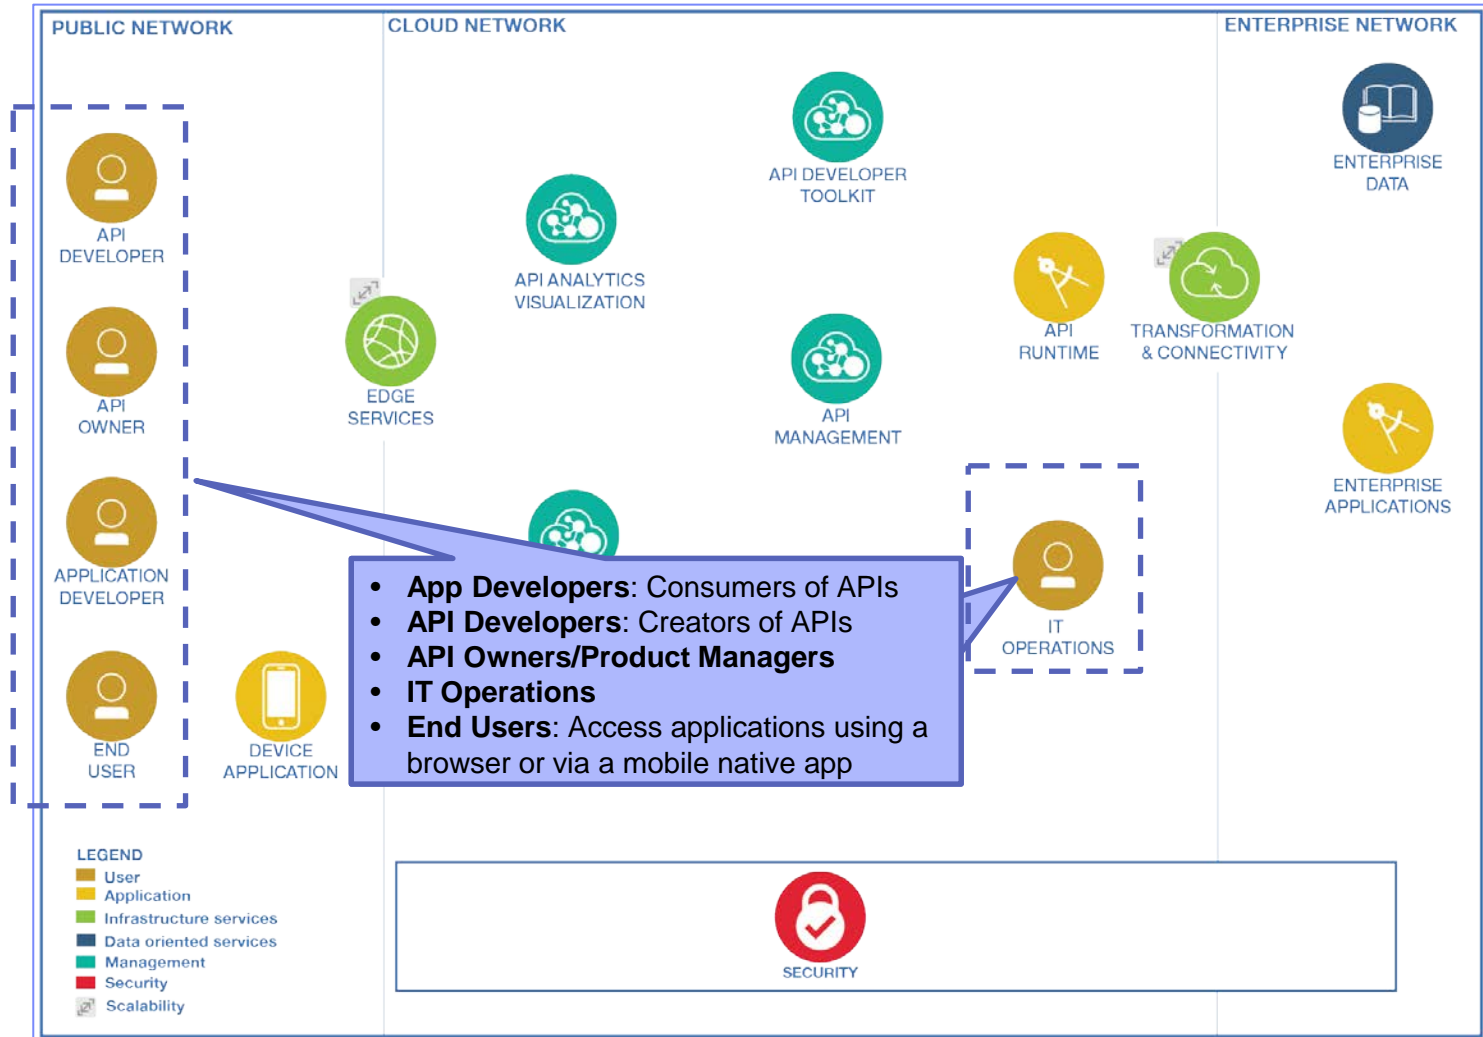 PUBLIC NETWORK
CLOUD NETWORK
ENTERPRISE NETWORK
API
DEVELOPER
API
OWNER
APPLICATION
DEVELOPER
END
USER
DEVICE
APPLICATION
EDGE
SERVICES
API ANALYTICS
VISUALIZATION
API DEVELOPER
TOOLKIT
API
MANAGEMENT
API
RUNTIME
TRANSFORMATION
& CONNECTIVITY
ENTERPRISE
DATA
ENTERPRISE
APPLICATIONS
IT
OPERATIONS
• App Developers: Consumers of APIs
• API Developers: Creators of APIs
• API Owners/Product Managers
• IT Operations
• End Users: Access applications using a
browser or via a mobile native app
LEGEND
User
Application
Infrastructure services
Data oriented services
Management
Security
Scalability
SECURITY